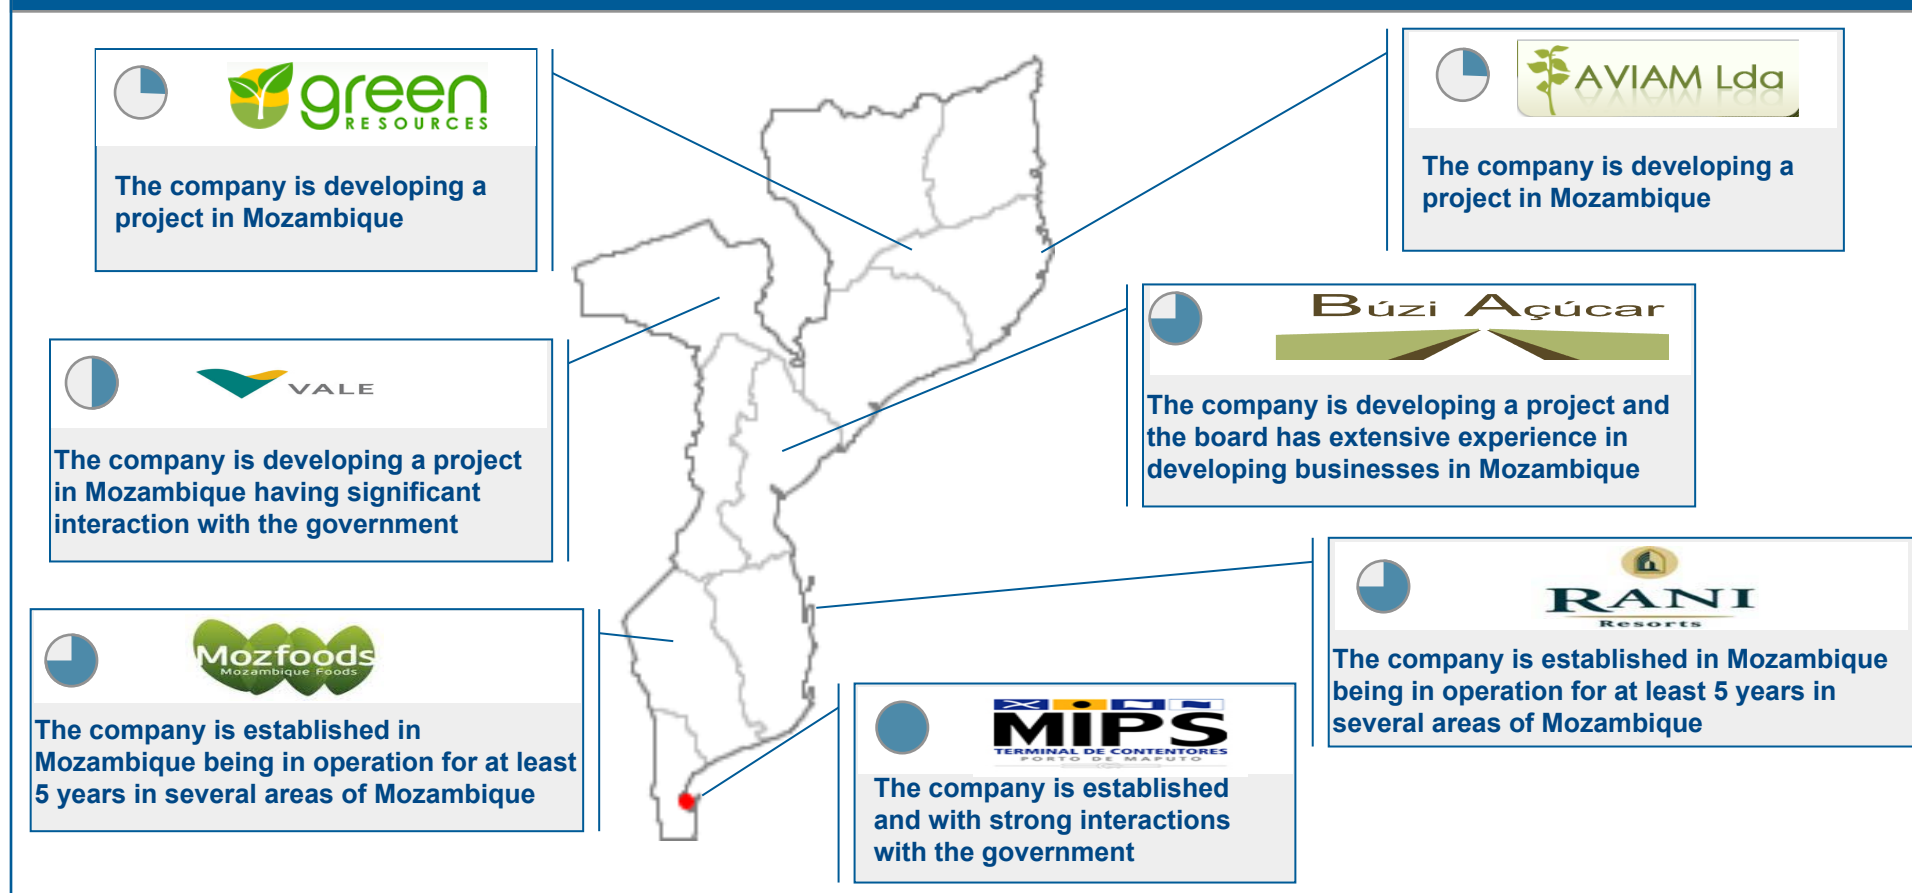 green
RESOURCES
The company is developing a
project in Mozambique
AVIAM Lda
The company is developing a
project in Mozambique
VALE
The company is developing a project
in Mozambique having significant
interaction with the government
Búzi Açúcar
The company is developing a project and
the board has extensive experience in
developing businesses in Mozambique
Mozfoods
Mozambique Foods
The company is established in
Mozambique being in operation for at least
5 years in several areas of Mozambique
MiPS
TERMINAL DE CONTENTORES
PORTO DE MAPUTO
The company is established
and with strong interactions
with the government
RANI
Resorts
The company is established in Mozambique
being in operation for at least 5 years in
several areas of Mozambique